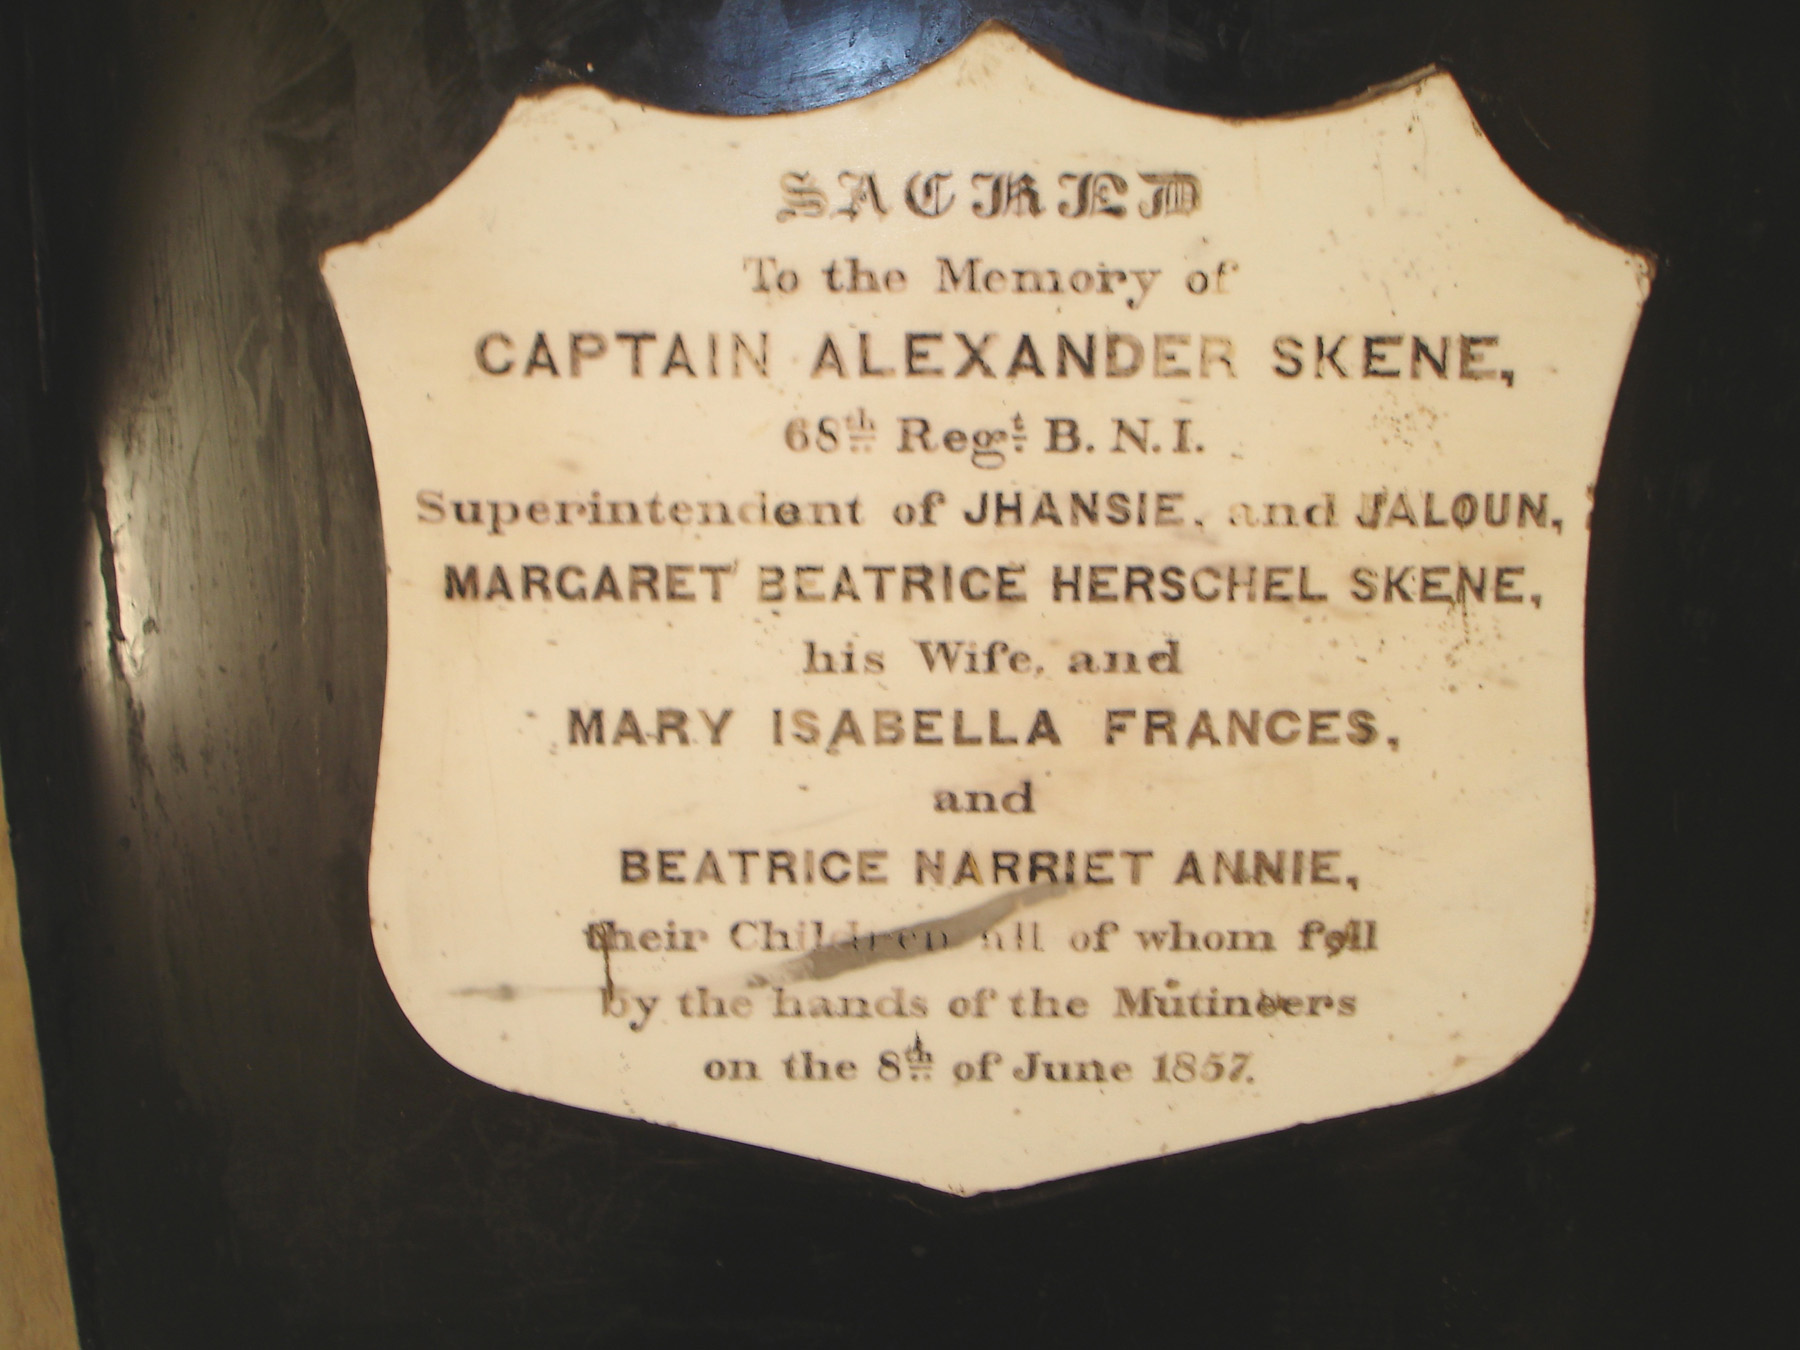 SACRED
To the Memory of
CAPTAIN ALEXANDER SKENE,
68th Regt B. N. I.
Superintendent of JHANSIE, and JALOUN,
MARGARET BEATRICE HERSCHEL SKENE,
his Wife, and
MARY ISABELLA FRANCES,
and
BEATRICE NARRIET ANNIE,
their Children all of whom fell
by the hands of the Mutineers
on the 8th of June 1857.